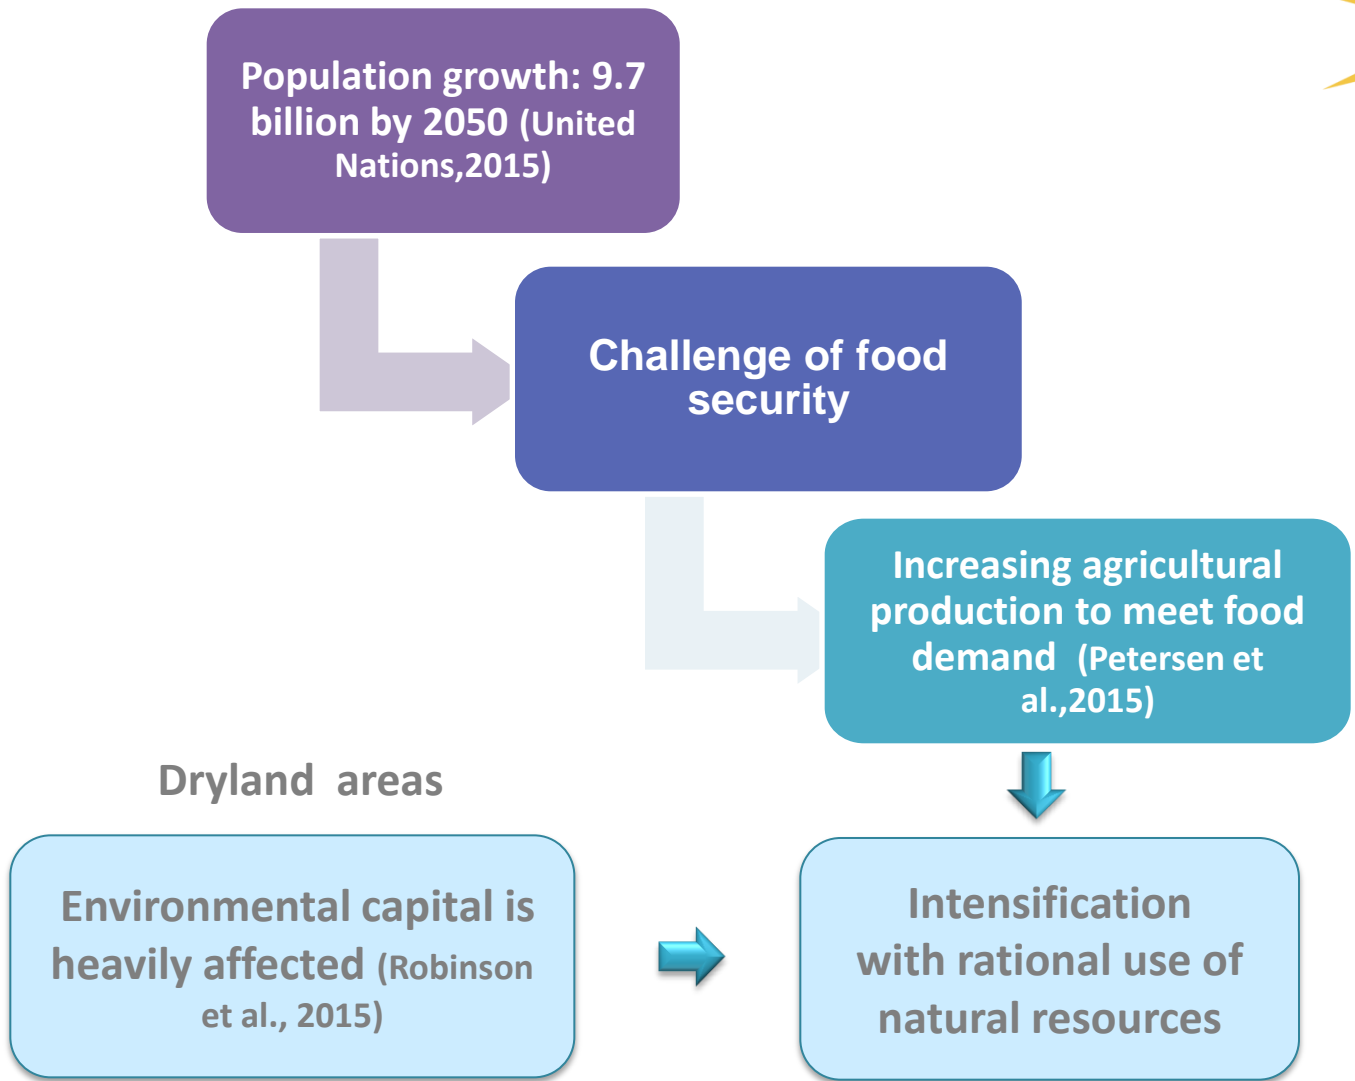 Population growth: 9.7
billion by 2050 (United
Nations,2015)
Challenge of food
security
Increasing agricultural
production to meet food
demand  (Petersen et
al.,2015)
Dryland  areas
Environmental capital is
heavily affected (Robinson
et al., 2015)
Intensification
with rational use of
natural resources